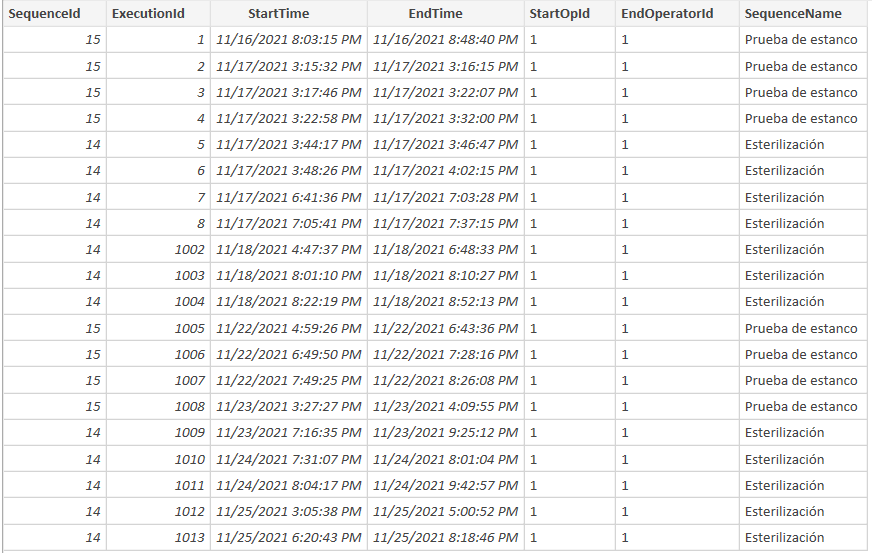 SequenceId ExecutionId StartTime EndTime StartOpId EndOperatorId SequenceName
15 1 11/16/2021 8:03:15 PM 11/16/2021 8:48:40 PM 1 1 Prueba de estanco
15 2 11/17/2021 3:15:32 PM 11/17/2021 3:16:15 PM 1 1 Prueba de estanco
15 3 11/17/2021 3:17:46 PM 11/17/2021 3:22:07 PM 1 1 Prueba de estanco
15 4 11/17/2021 3:22:58 PM 11/17/2021 3:32:00 PM 1 1 Prueba de estanco
14 5 11/17/2021 3:44:17 PM 11/17/2021 3:46:47 PM 1 1 Esterilización
14 6 11/17/2021 3:48:26 PM 11/17/2021 4:02:15 PM 1 1 Esterilización
14 7 11/17/2021 6:41:36 PM 11/17/2021 7:03:28 PM 1 1 Esterilización
14 8 11/17/2021 7:05:41 PM 11/17/2021 7:37:15 PM 1 1 Esterilización
14 1002 11/18/2021 4:47:37 PM 11/18/2021 6:48:33 PM 1 1 Esterilización
14 1003 11/18/2021 8:01:10 PM 11/18/2021 8:10:27 PM 1 1 Esterilización
14 1004 11/18/2021 8:22:19 PM 11/18/2021 8:52:13 PM 1 1 Esterilización
15 1005 11/22/2021 4:59:26 PM 11/22/2021 6:43:36 PM 1 1 Prueba de estanco
15 1006 11/22/2021 6:49:50 PM 11/22/2021 7:28:16 PM 1 1 Prueba de estanco
15 1007 11/22/2021 7:49:25 PM 11/22/2021 8:26:08 PM 1 1 Prueba de estanco
15 1008 11/23/2021 3:27:27 PM 11/23/2021 4:09:55 PM 1 1 Prueba de estanco
14 1009 11/23/2021 7:16:35 PM 11/23/2021 9:25:12 PM 1 1 Esterilización
14 1010 11/24/2021 7:31:07 PM 11/24/2021 8:01:04 PM 1 1 Esterilización
14 1011 11/24/2021 8:04:17 PM 11/24/2021 9:42:57 PM 1 1 Esterilización
14 1012 11/25/2021 3:05:38 PM 11/25/2021 5:00:52 PM 1 1 Esterilización
14 1013 11/25/2021 6:20:43 PM 11/25/2021 8:18:46 PM 1 1 Esterilización